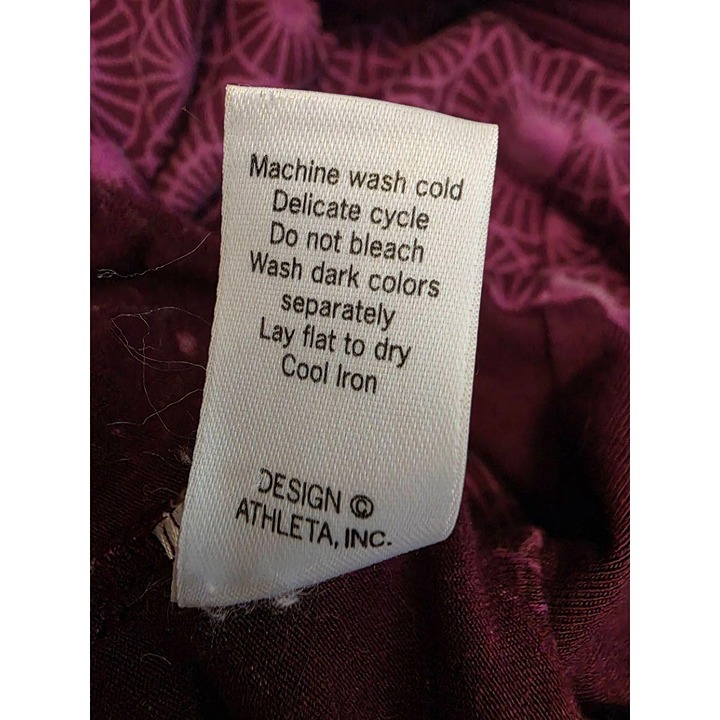 Machine wash cold
Delicate cycle
Do not bleach
Wash dark colors
separately
Lay flat to dry
Cool Iron
DESIGN ©
ATHLETA, INC.